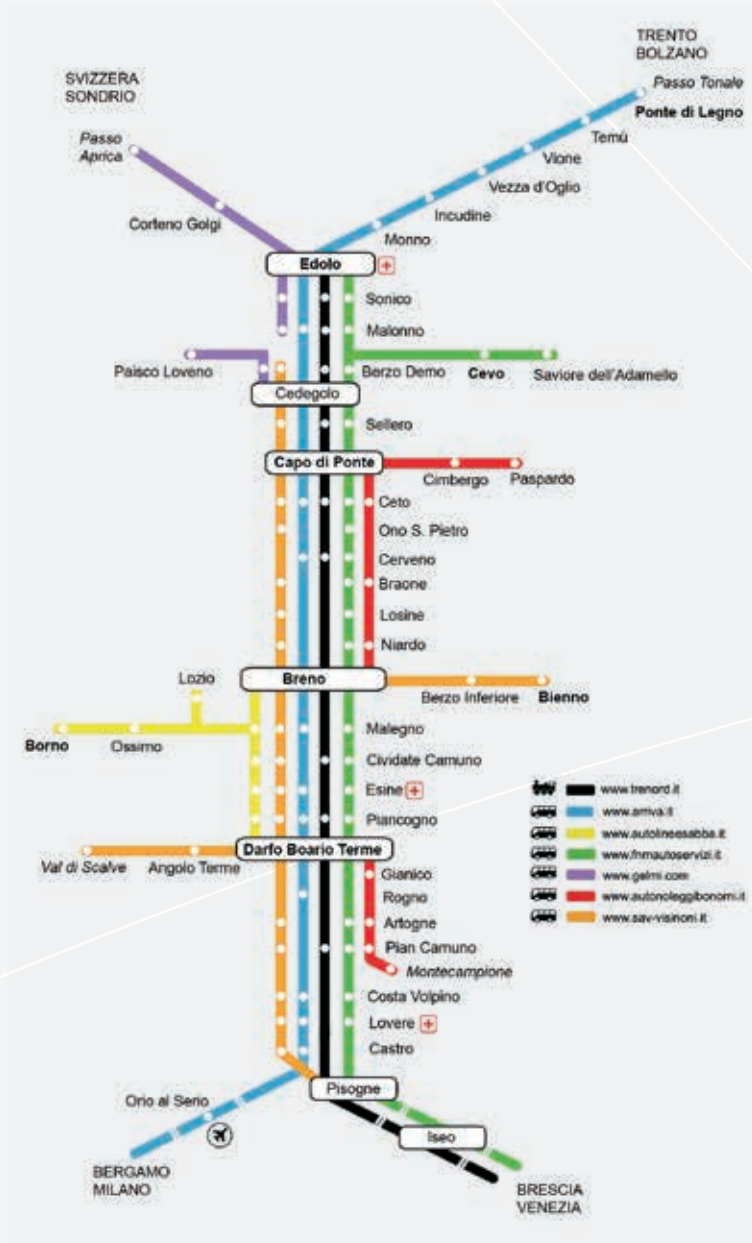 TRENTO
BOLZANO
SVIZZERA
SONDRIO
Passo Tonale
Ponte di Legno
Passo
Aprica
Temù
Vione
Vezza d'Oglio
Corteno Golgi
Incudine
Monno
Edolo
Sonico
Malonno
Paisco Loveno
Berzo Demo
Cevo
Saviore dell'Adamello
Cedegolo
Sellero
Capo di Ponte
Cimbergo
Paspardo
Ceto
Ono S. Pietro
Cerveno
Braone
Losine
Niardo
Lozio
Breno
Berzo Inferiore
Bienno
Borno
Ossimo
Malegno
Cividate Camuno
Esine
Piancogno
www.trenord.it
www.arriva.it
www.autolineesabba.it
www.fnmautoservizi.it
www.gelmi.com
www.autonoleggibonomi.it
www.sav-visinoni.it
Val di Scalve
Angolo Terme
Darfo Boario Terme
Gianico
Rogno
Artogne
Pian Camuno
Montecampione
Costa Volpino
Lovere
Castro
Pisogne
Orio al Serio
Iseo
BERGAMO
MILANO
BRESCIA
VENEZIA